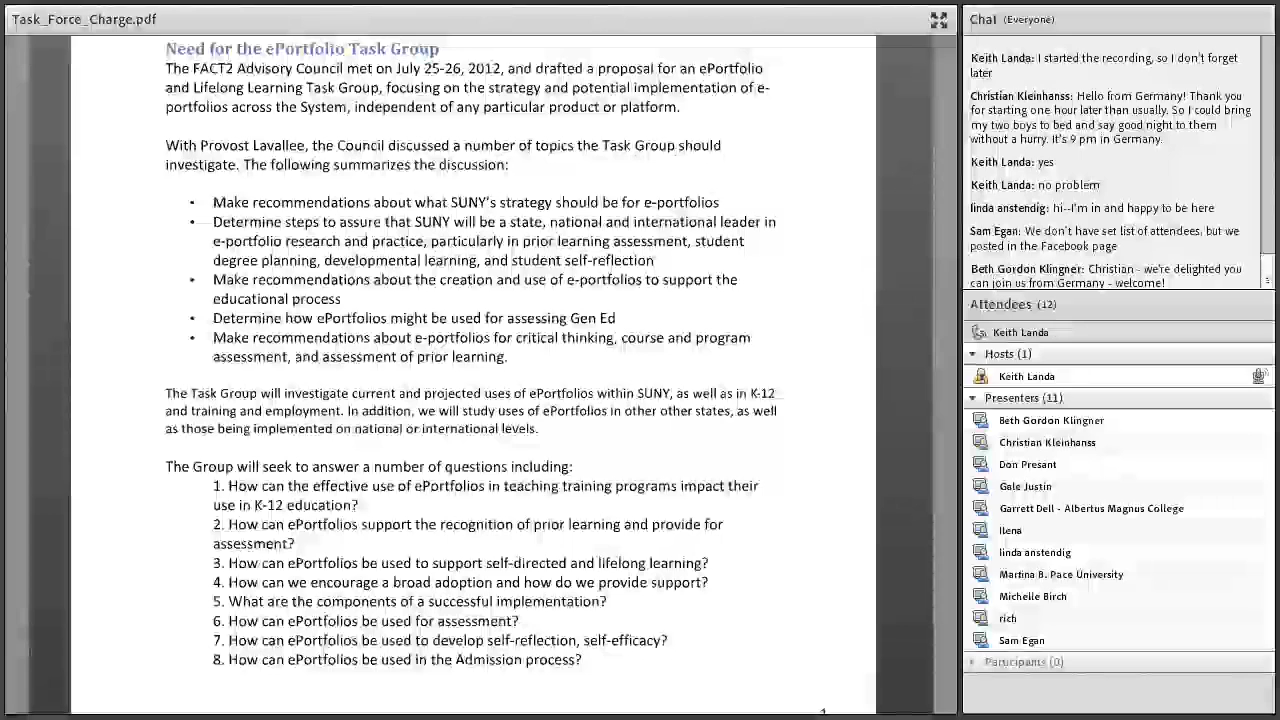 Task_Force_Charge.pdf
Need for the ePortfolio Task Group
The FACT2 Advisory Council met on July 25-26, 2012, and drafted a proposal for an ePortfolio
and Lifelong Learning Task Group, focusing on the strategy and potential implementation of e-
portfolios across the System, independent of any particular product or platform.
With Provost Lavallee, the Council discussed a number of topics the Task Group should
investigate. The following summarizes the discussion:
• Make recommendations about what SUNY's strategy should be for e-portfolios
• Determine steps to assure that SUNY will be a state, national and international leader in
e-portfolio research and practice, particularly in prior learning assessment, student
degree planning, developmental learning, and student self-reflection
• Make recommendations about the creation and use of e-portfolios to support the
educational process
• Determine how ePortfolios might be used for assessing Gen Ed
• Make recommendations about e-portfolios for critical thinking, course and program
assessment, and assessment of prior learning.
The Task Group will investigate current and projected uses of ePortfolios within SUNY, as well as in K-12
and training and employment. In addition, we will study uses of ePortfolios in other other states, as well
as those being implemented on national or international levels.
The Group will seek to answer a number of questions including:
1. How can the effective use of ePortfolios in teaching training programs impact their
use in K-12 education?
2. How can ePortfolios support the recognition of prior learning and provide for
assessment?
3. How can ePortfolios be used to support self-directed and lifelong learning?
4. How can we encourage a broad adoption and how do we provide support?
5. What are the components of a successful implementation?
6. How can ePortfolios be used for assessment?
7. How can ePortfolios be used to develop self-reflection, self-efficacy?
8. How can ePortfolios be used in the Admission process?
1
Chat (Everyone)
Keith Landa: I started the recording, so I don't forget
later
Christian Kleinhanss: Hello from Germany! Thank you
for starting one hour later than usually. So I could bring
my two boys to bed and say good night to them
without a hurry. It's 9 pm in Germany.
Keith Landa: yes
Keith Landa: no problem
linda anstendig: hi--I'm in and happy to be here
Sam Egan: We don't have set list of attendees, but we
posted in the Facebook page
Beth Gordon Klingner: Christian - we're delighted you
can join us from Germany - welcome!
Attendees (12)
Keith Landa
Hosts (1)
Keith Landa
Presenters (11)
Beth Gordon Klingner
Christian Kleinhanss
Don Presant
Gale Justin
Garrett Dell - Albertus Magnus College
Ilena
linda anstendig
Martina B. Pace University
Michelle Birch
rich
Sam Egan
Participants (0)